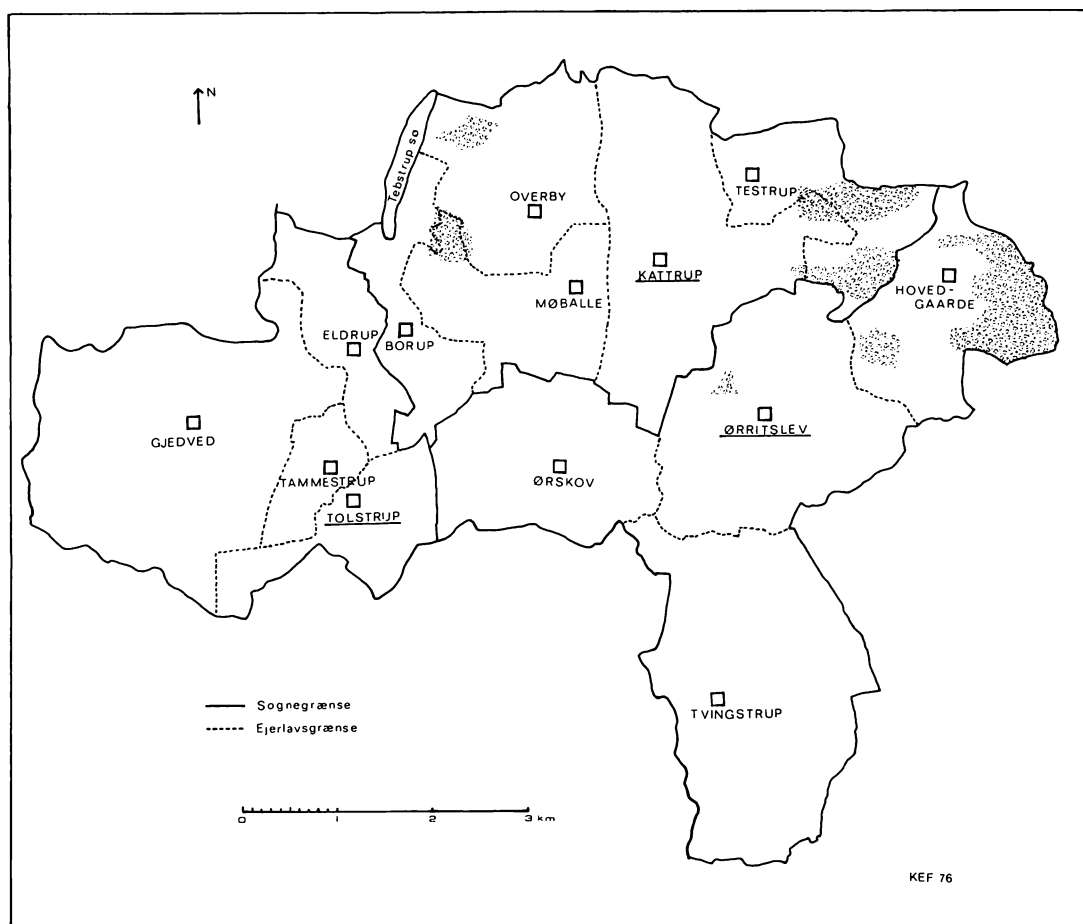 N
Tebstrup sø
OVERBY
TESTRUP
KATTRUP
MØBALLE
HOVED-
GAARDE
ELDRUP
BORUP
GJEDVED
ØRRITSLEV
TAMMESTRUP
ØRSKOV
TOLSTRUP
Sognegrænse
Ejerlavsgrænse
TVINGSTRUP
0 1 2 3 km
KEF 76